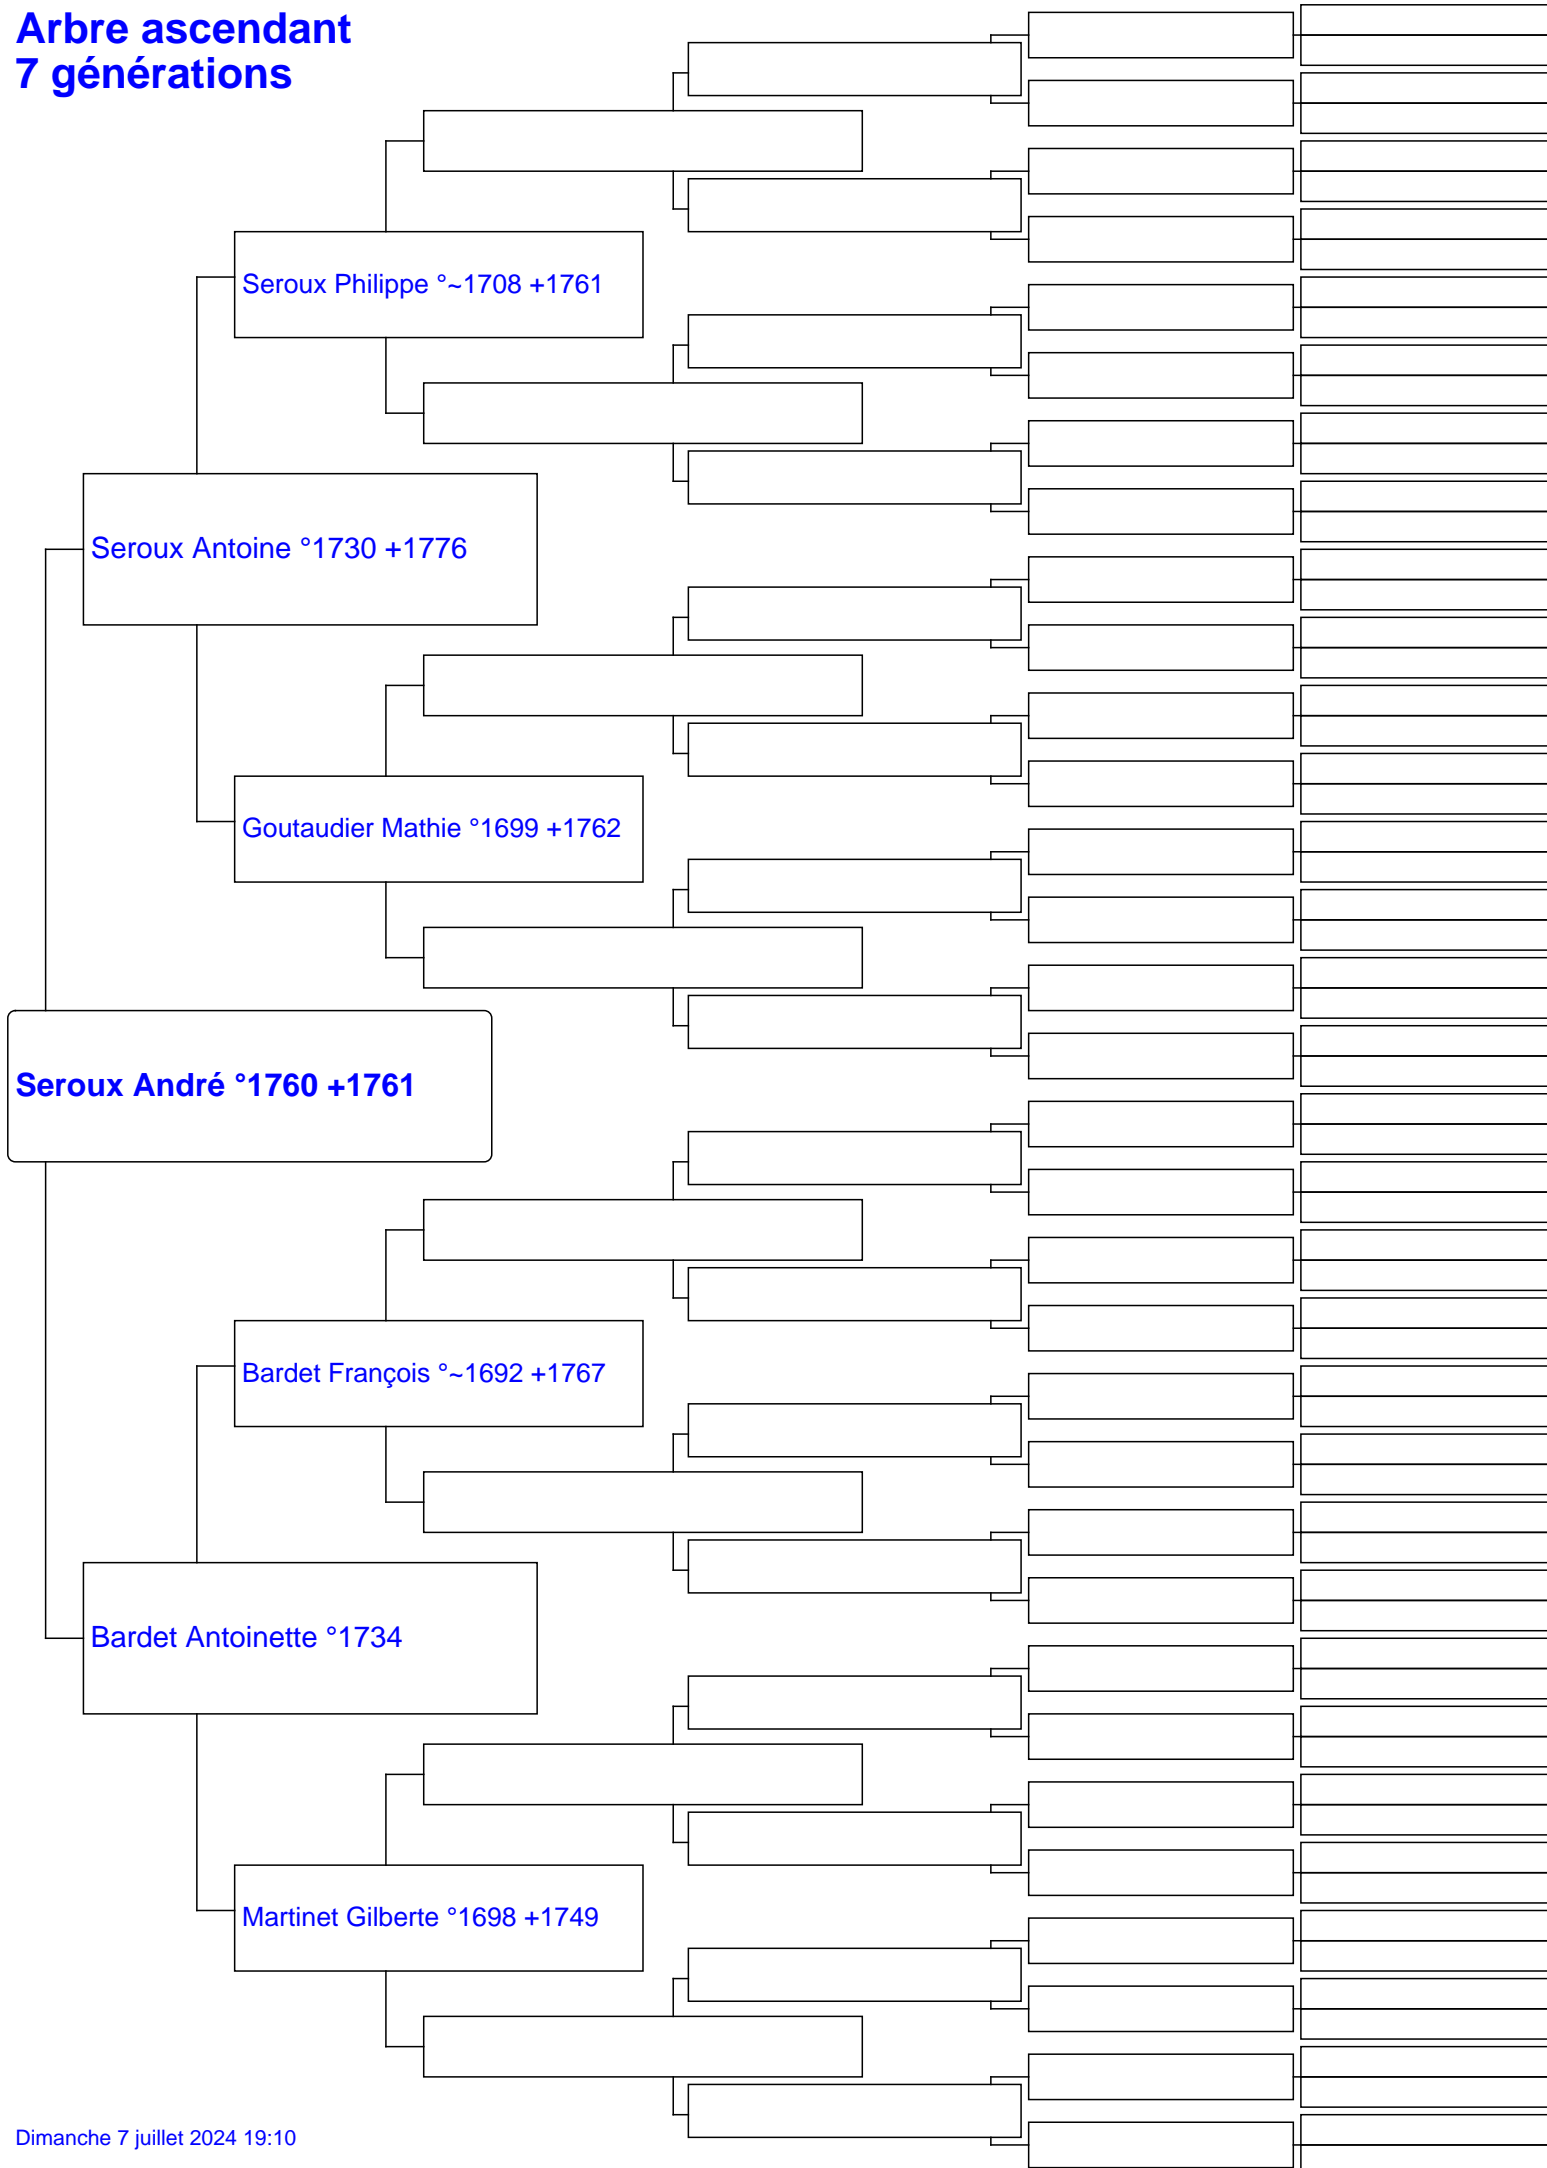 Arbre ascendant
7 générations
Seroux Philippe °~1708 +1761
Seroux Antoine °1730 +1776
Goutaudier Mathie °1699 +1762
Seroux André °1760 +1761
Bardet François °~1692 +1767
Bardet Antoinette °1734
Martinet Gilberte °1698 +1749
Dimanche 7 juillet 2024 19:10